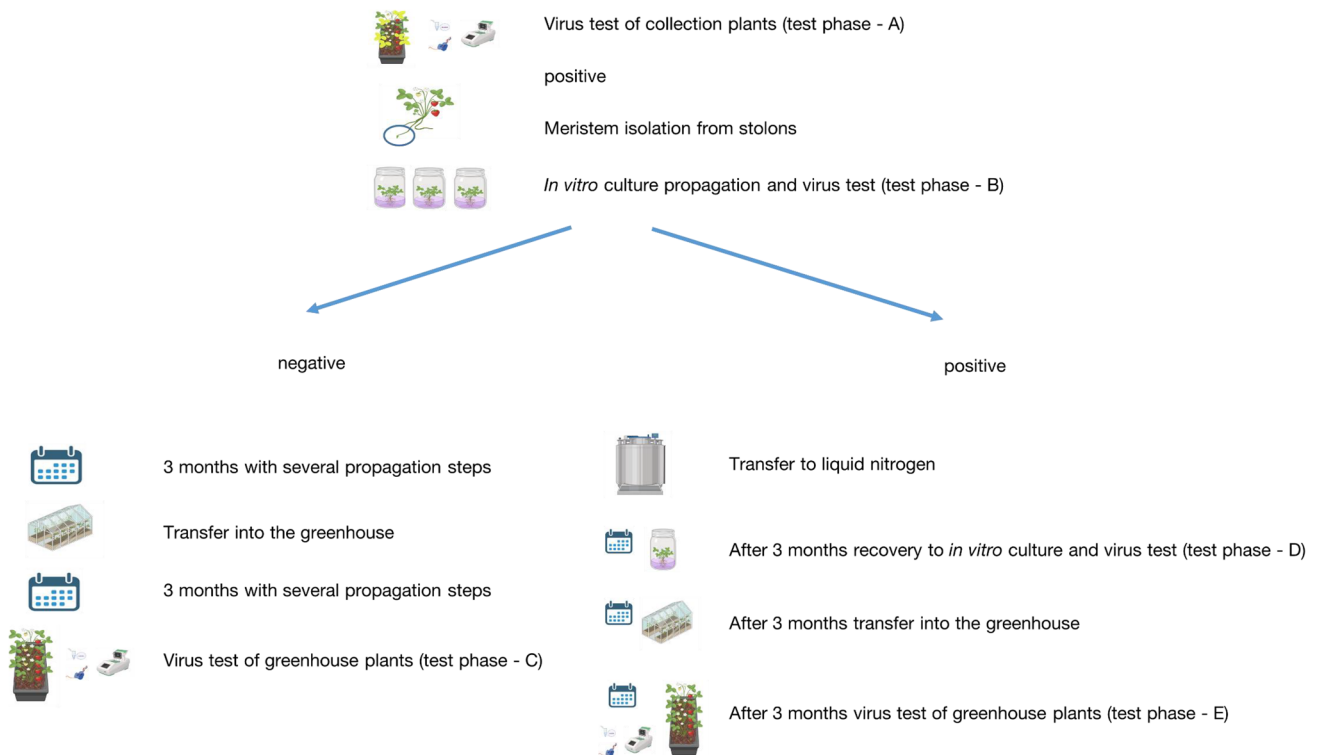 Virus test of collection plants (test phase - A)
positive
Meristem isolation from stolons
In vitro culture propagation and virus test (test phase - B)
negative
positive
3 months with several propagation steps
Transfer into the greenhouse
3 months with several propagation steps
Virus test of greenhouse plants (test phase - C)
Transfer to liquid nitrogen
After 3 months recovery to in vitro culture and virus test (test phase - D)
After 3 months transfer into the greenhouse
After 3 months virus test of greenhouse plants (test phase - E)